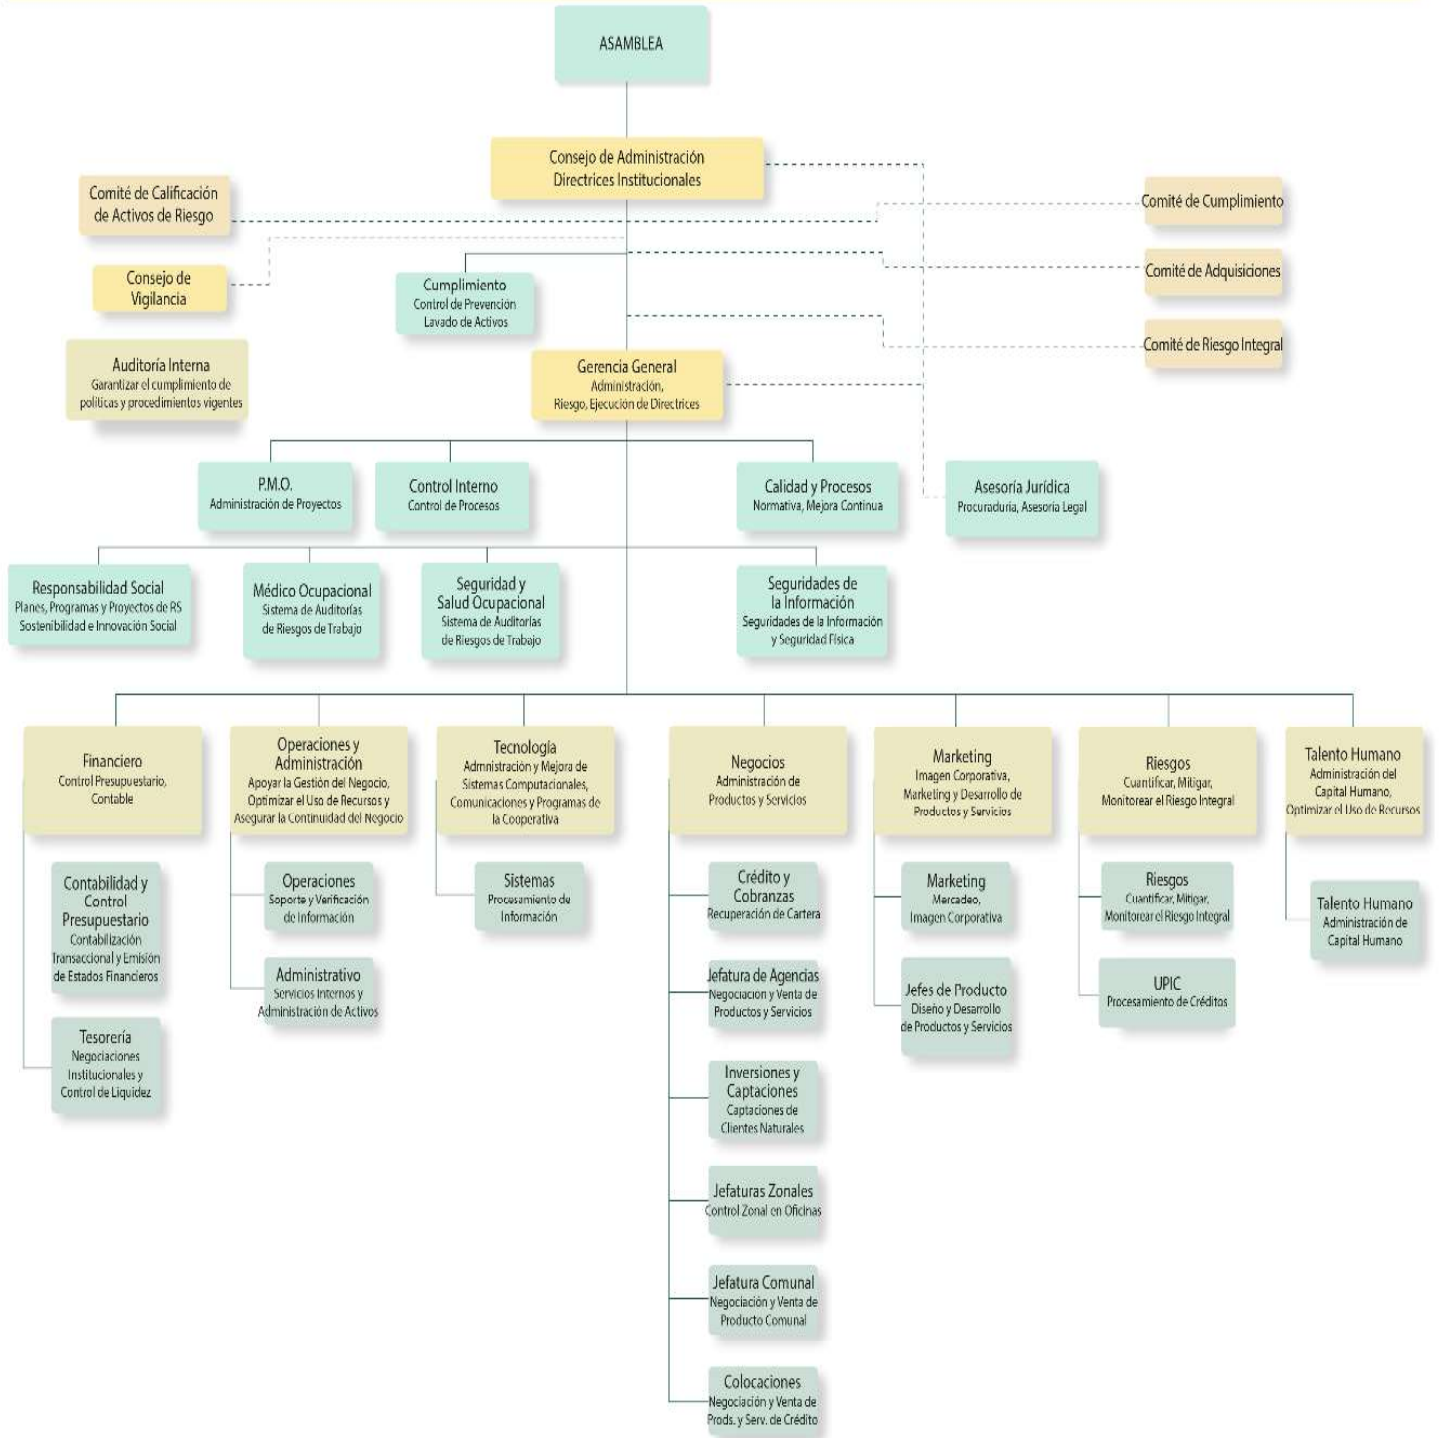 ASAMBLEA
Consejo de Administración
Directrices Institucionales
Comité de Calificación
de Activos de Riesgo
Comité de Cumplimiento
Consejo de
Vigilancia
Cumplimiento
Control de Prevención
Lavado de Activos
Comité de Adquisiciones
Comité de Riesgo Integral
Auditoría Interna
Garantizar el cumplimiento de
políticas y procedimientos vigentes
Gerencia General
Administración,
Riesgo, Ejecución de Directrices
P.M.O.
Administración de Proyectos
Control Interno
Control de Procesos
Calidad y Procesos
Normativa, Mejora Continua
Asesoría Jurídica
Procuraduría, Asesoría Legal
Responsabilidad Social
Planes, Programas y Proyectos de RS
Sostenibilidad e Innovación Social
Médico Ocupacional
Sistema de Auditorías
de Riesgos de Trabajo
Seguridad y
Salud Ocupacional
Sistema de Auditorías
de Riesgos de Trabajo
Seguridades de
la Información
Seguridades de la Información
y Seguridad Física
Financiero
Control Presupuestario,
Contable
Operaciones y
Administración
Apoyar la Gestión del Negocio,
Optimizar el Uso de Recursos y
Asegurar la Continuidad del Negocio
Tecnología
Admnistración y Mejora de
Sistemas Computacionales,
Comunicaciones y Programas de
la Cooperativa
Negocios
Administración de
Productos y Servicios
Marketing
Imagen Corporativa,
Marketing y Desarrollo de
Productos y Servicios
Riesgos
Cuantificar, Mitigar,
Monitorear el Riesgo Integral
Talento Humano
Administración del
Capital Humano,
Optimizar el Uso de Recursos
Contabilidad y
Control
Presupuestario
Contabilización
Transaccional y Emisión
de Estados Financieros
Tesorería
Negociaciones
Institucionales y
Control de Liquidez
Operaciones
Soporte y Verificación
de Información
Administrativo
Servicios Internos y
Administración de Activos
Sistemas
Procesamiento de
Información
Crédito y
Cobranzas
Recuperación de Cartera
Jefatura de Agencias
Negociación y Venta de
Productos y Servicios
Inversiones y
Captaciones
Captaciones de
Clientes Naturales
Jefaturas Zonales
Control Zonal en Oficinas
Jefatura Comunal
Negociación y Venta de
Producto Comunal
Colocaciones
Negociación y Venta de
Prods. y Serv. de Crédito
Marketing
Mercadeo,
Imagen Corporativa
Jefes de Producto
Diseño y Desarrollo
de Productos y Servicios
Riesgos
Cuantificar, Mitigar,
Monitorear el Riesgo Integral
UPIC
Procesamiento de Créditos
Talento Humano
Administración de
Capital Humano